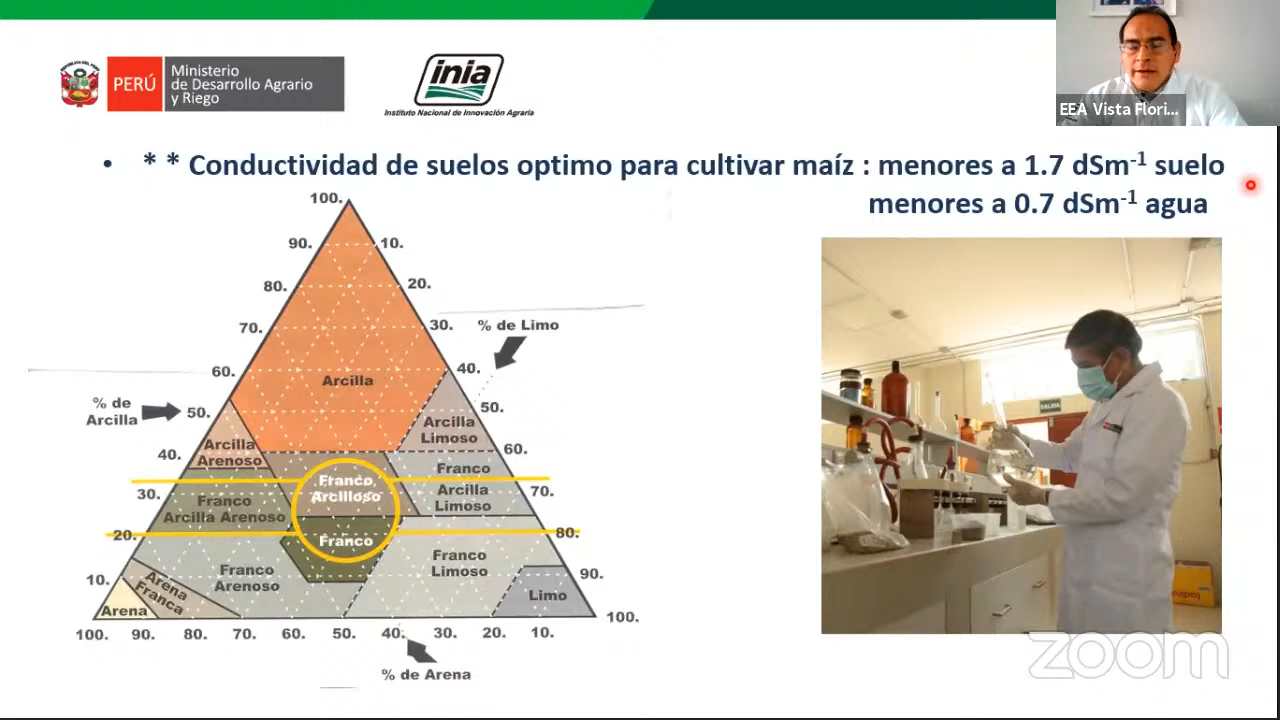 PERÚ
Ministerio
de Desarrollo Agrario
y Riego
inia
Instituto Nacional de Innovación Agraria
EEA Vista Flori...
• * * Conductividad de suelos optimo para cultivar maíz : menores a 1.7 dSm-1 suelo
menores a 0.7 dSm-1 agua
100.
90.
10.
80.
20.
70.
30.
% de Limo
60.
40.
Arcilla
% de
Arcilla
50.
50.
Arcilla
Limoso
Arcilla
Arenoso
60.
40.
Franco
Arcilla
Limoso
Franco
Arcilloso
30.
70.
Franco
Arcilla Arenoso
20.
80.
Franco
Franco
Limoso
Franco
Arenoso
10.
90.
Arena
Franca
Limo
Arena
100.
100.
90.
80.
70.
60.
50.
40.
30.
20.
10.
% de Arena
SALIDA
zoom